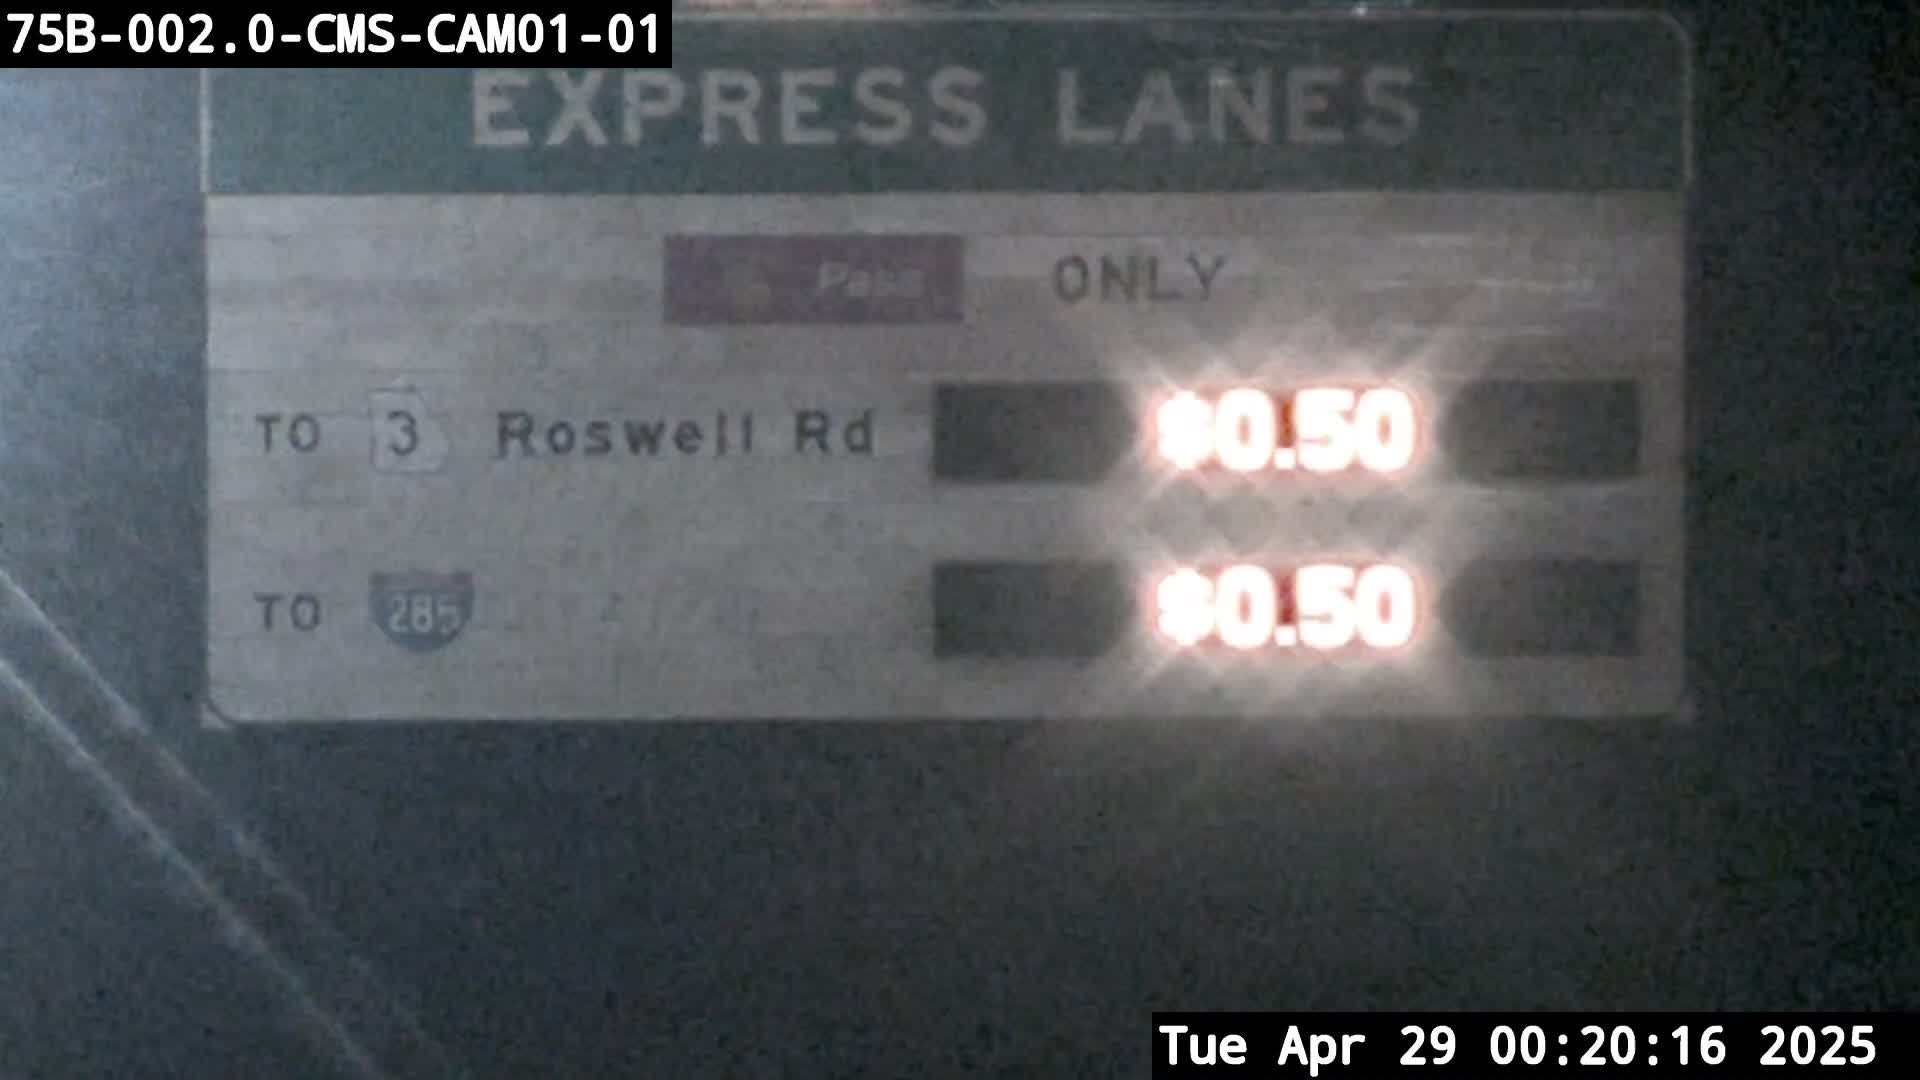 75B-002.0-CMS-CAM01-01
EXPRESS LANES
Pass ONLY
TO 3 Roswell Rd $0.50
TO 285 $0.50
Tue Apr 29 00:20:16 2025